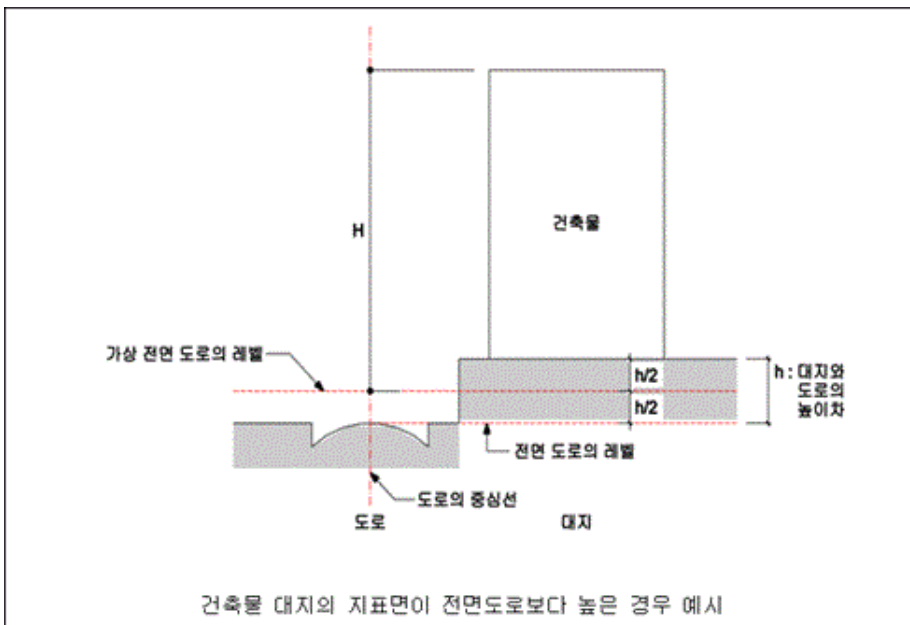 H
건축물
가상 전면 도로의 레벨
h/2
h/2
h : 대지와
도로의
높이차
전면 도로의 레벨
도로의 중심선
도로
대지
건축물 대지의 지표면이 전면도로보다 높은 경우 예시